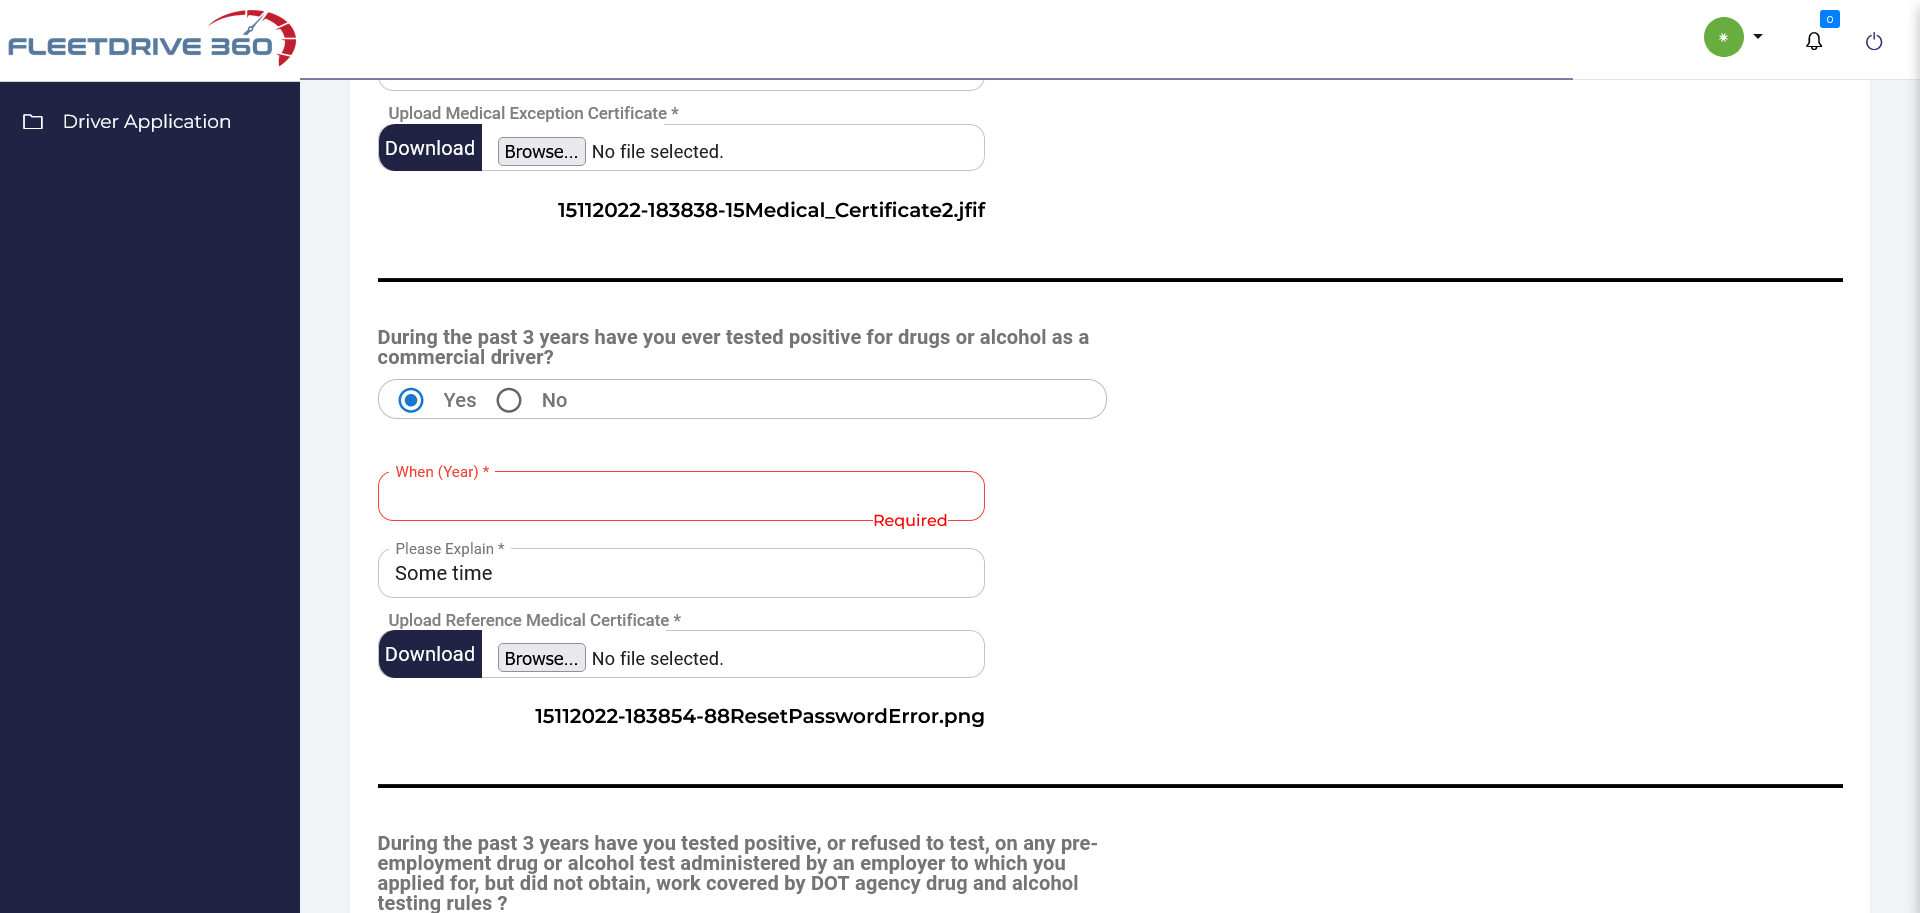 FLEETDRIVE 360
0
Driver Application
Upload Medical Exception Certificate *
Download Browse... No file selected.
15112022-183838-15Medical_Certificate2.jfif
During the past 3 years have you ever tested positive for drugs or alcohol as a
commercial driver?
Yes No
When (Year) *
Required
Please Explain *
Some time
Upload Reference Medical Certificate *
Download Browse... No file selected.
15112022-183854-88ResetPasswordError.png
During the past 3 years have you tested positive, or refused to test, on any pre-
employment drug or alcohol test administered by an employer to which you
applied for, but did not obtain, work covered by DOT agency drug and alcohol
testing rules ?